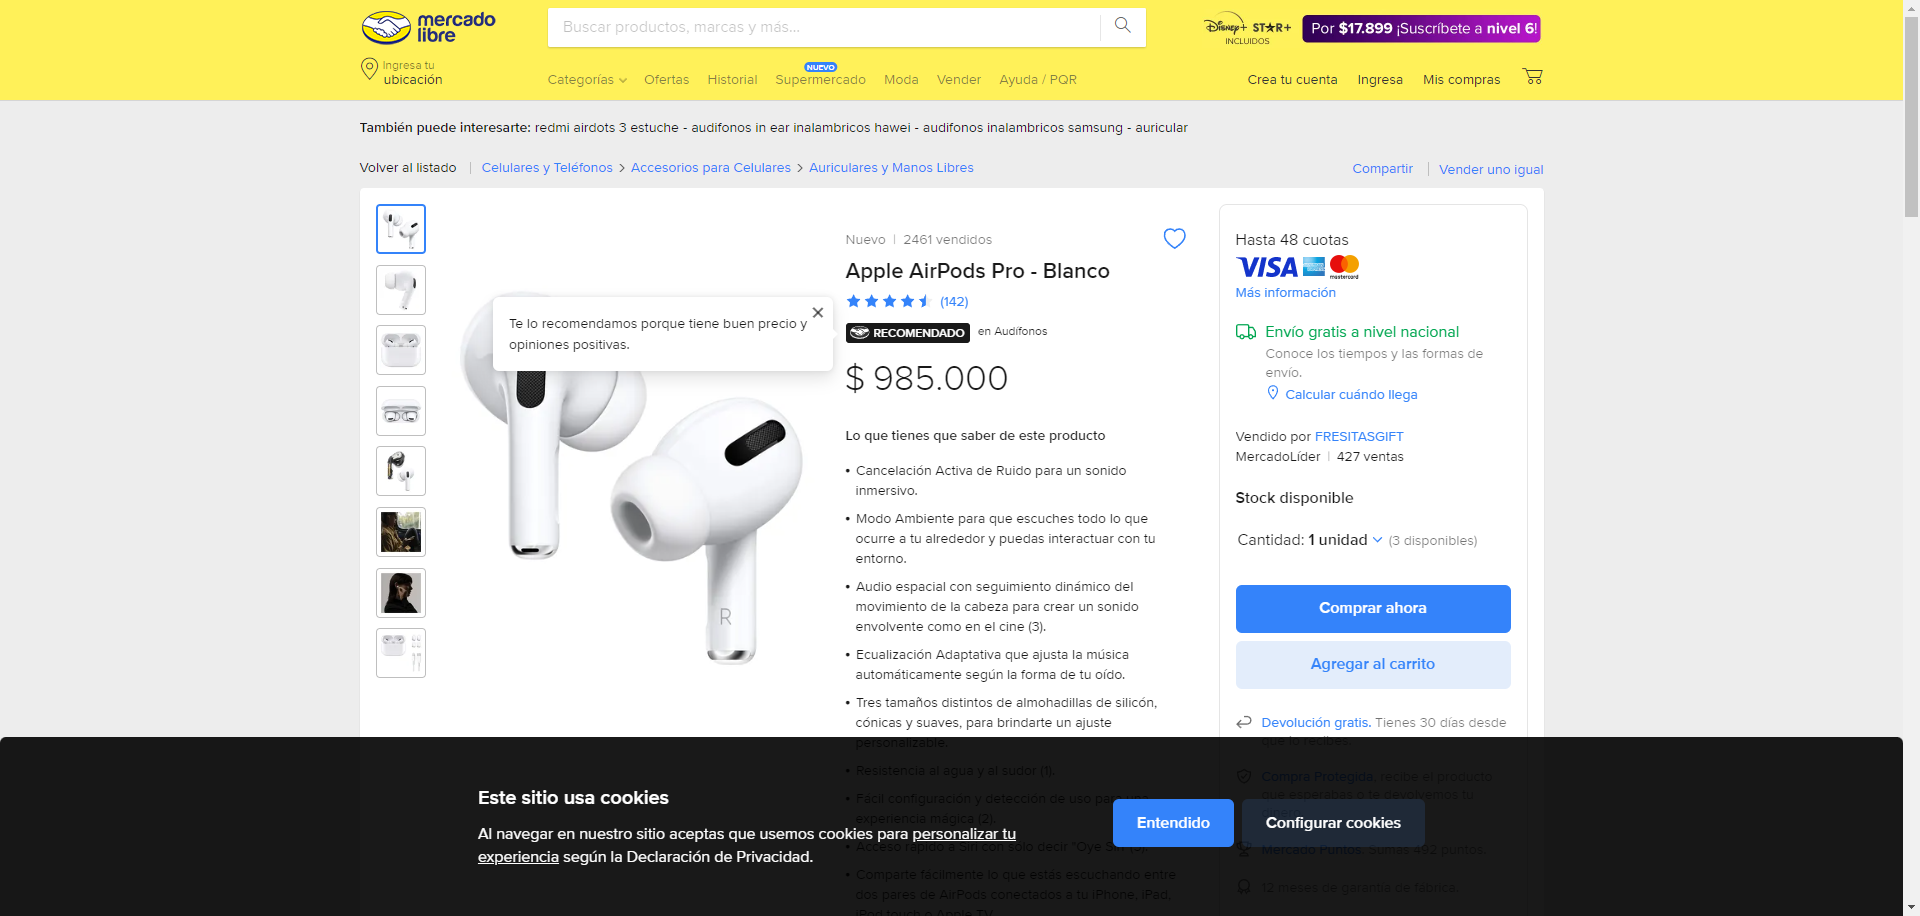 mercado
libre
Buscar productos, marcas y más...
Disney+ STAR+
INCLUIDOS
Por $17.899 ¡Suscríbete a nivel 6!
Ingresa tu
ubicación
NUEVO
Categorías Ofertas Historial Supermercado Moda Vender Ayuda / PQR
Crea tu cuenta Ingresa Mis compras
También puede interesarte: redmi airdots 3 estuche - audifonos in ear inalambricos hawei - audifonos inalambricos samsung - auricular
Volver al listado | Celulares y Teléfonos > Accesorios para Celulares > Auriculares y Manos Libres
Compartir | Vender uno igual
Te lo recomendamos porque tiene buen precio y
opiniones positivas.
R
Nuevo | 2461 vendidos
Apple AirPods Pro - Blanco
(142)
RECOMENDADO en Audífonos
$ 985.000
Lo que tienes que saber de este producto
• Cancelación Activa de Ruido para un sonido
inmersivo.
• Modo Ambiente para que escuches todo lo que
ocurre a tu alrededor y puedas interactuar con tu
entorno.
• Audio espacial con seguimiento dinámico del
movimiento de la cabeza para crear un sonido
envolvente como en el cine (3).
• Ecualización Adaptativa que ajusta la música
automáticamente según la forma de tu oído.
• Tres tamaños distintos de almohadillas de silicón,
cónicas y suaves, para brindarte un ajuste
personalizable.
• Resistencia al agua y al sudor (1).
• Fácil configuración y detección de uso para una
experiencia mágica (2).
• Acceso rápido a Siri con sólo decir "Oye Siri"
• Comparte fácilmente lo que estás escuchando entre
dos pares de AirPods conectados a tu iPhone, iPad,
iPod touch o Apple TV.
Hasta 48 cuotas
VISA
mastercard
Más información
Envío gratis a nivel nacional
Conoce los tiempos y las formas de
envío.
Calcular cuándo llega
Vendido por FRESITASGIFT
MercadoLíder | 427 ventas
Stock disponible
Cantidad: 1 unidad (3 disponibles)
Comprar ahora
Agregar al carrito
Devolución gratis. Tienes 30 días desde
que lo recibes.
Compra Protegida, recibe el producto
que esperabas o te devolvemos tu
Mercado Puntos. Sumas 492 puntos.
12 meses de garantía de fábrica.
Este sitio usa cookies
Al navegar en nuestro sitio aceptas que usemos cookies para personalizar tu
experiencia según la Declaración de Privacidad.
Entendido
Configurar cookies